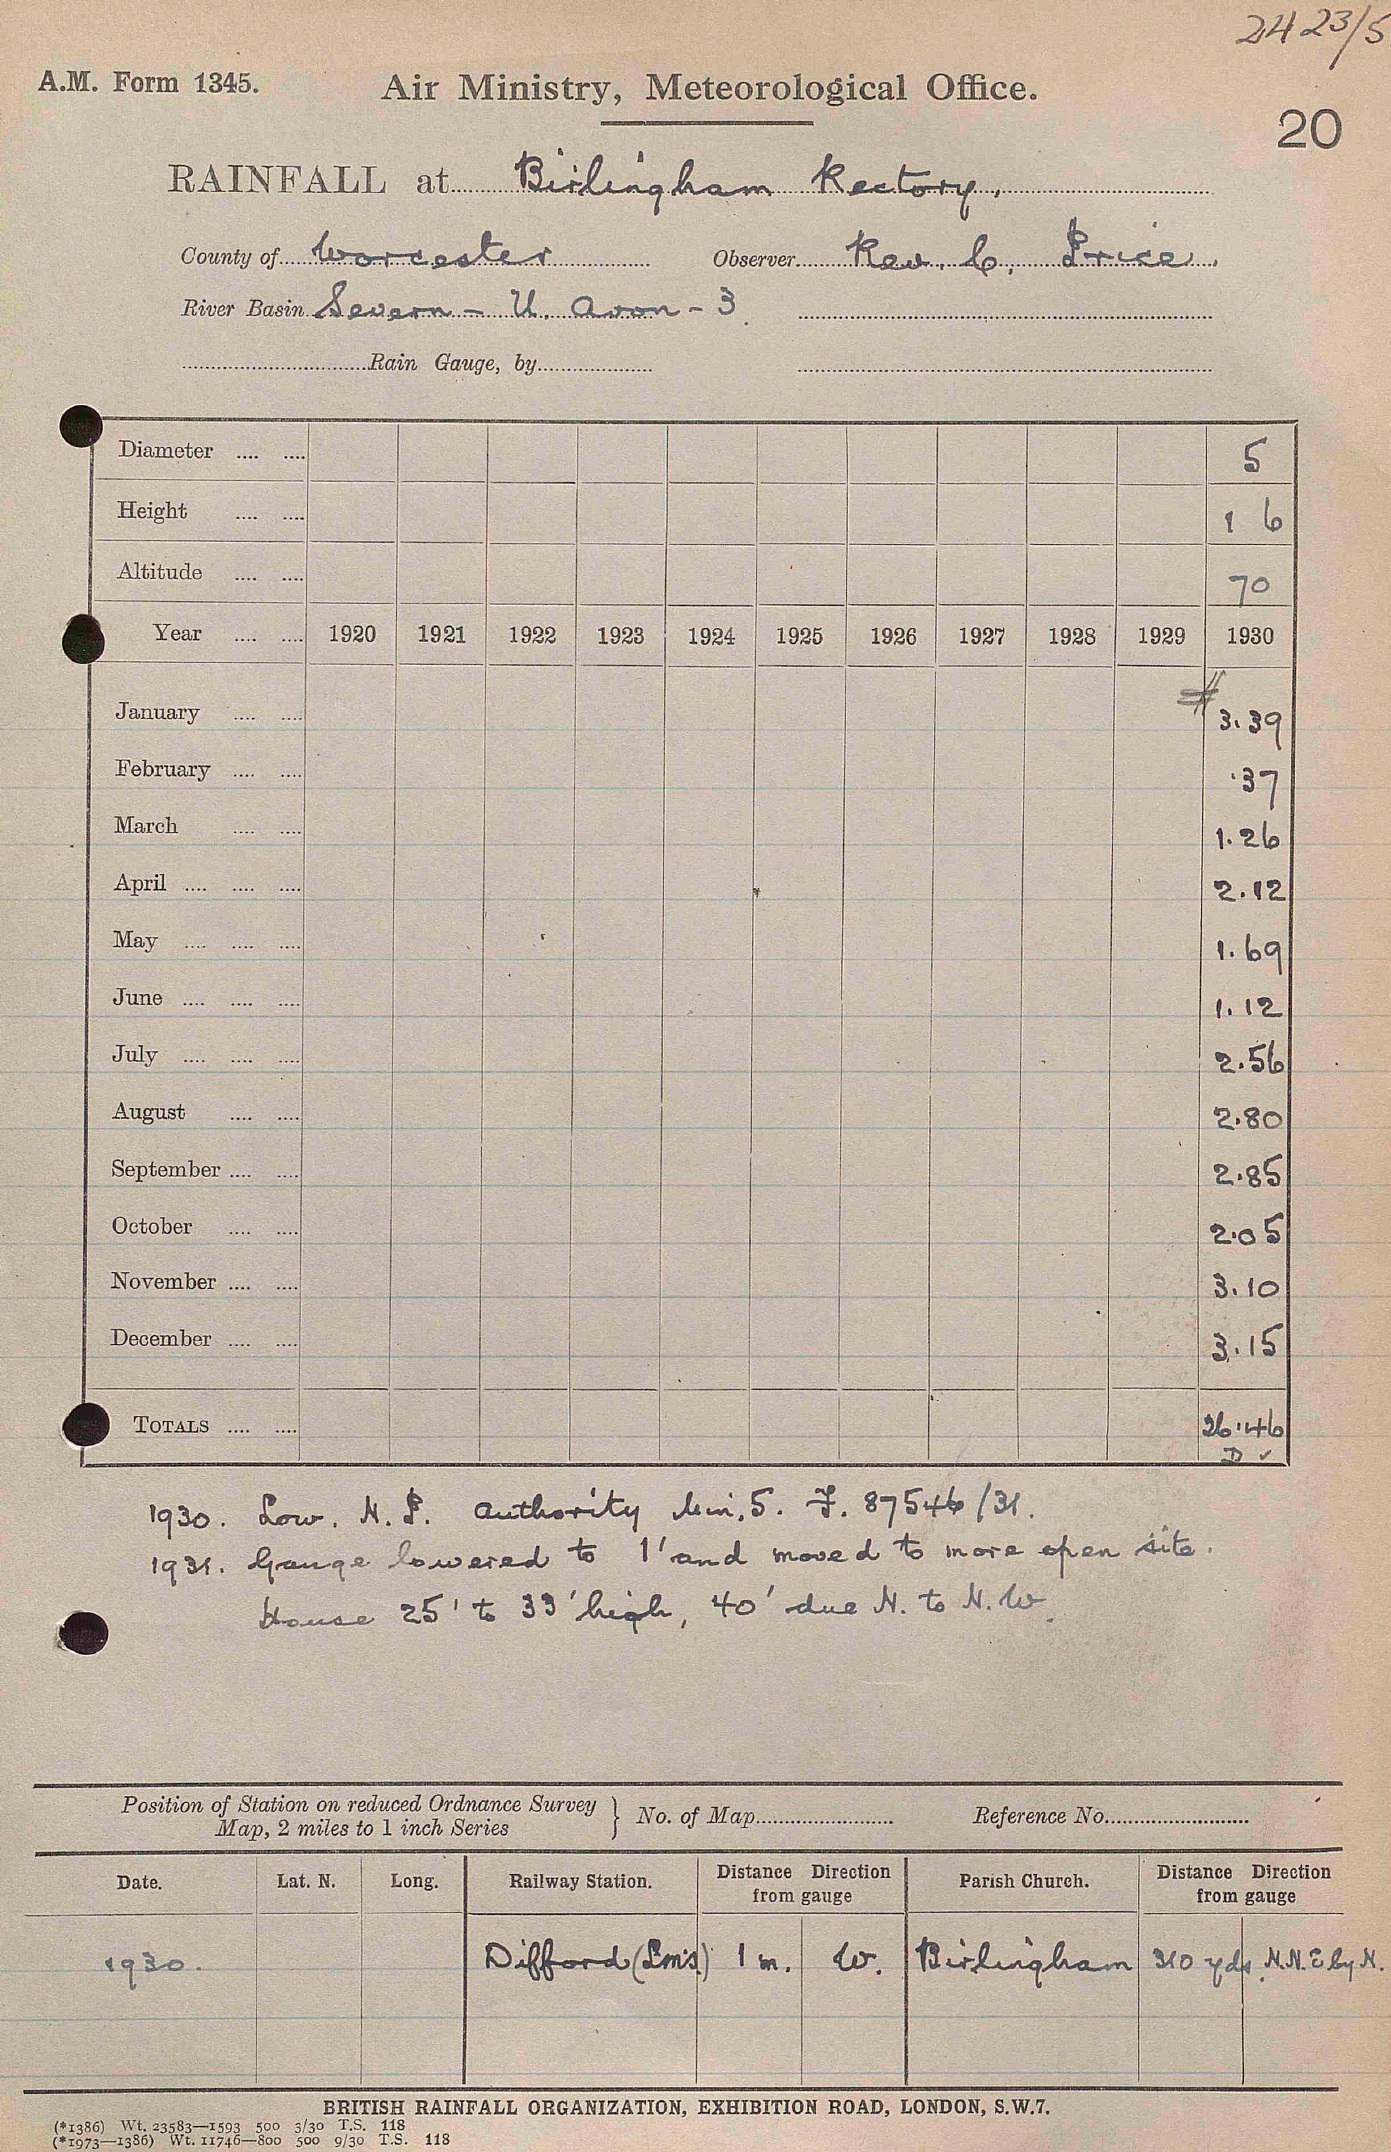 2423/5
A.M. Form 1345. Air Ministry, Meteorological Office.
20
RAINFALL at Birlingham Rectory,
County of Worcester Observer Rev. C. Price.
River Basin Severn - U. Avon - 3.
Rain Gauge, by
Diameter .... .... 5
Height .... .... 1 6
Altitude .... .... 70
Year .... .... 1920 1921 1922 1923 1924 1925 1926 1927 1928 1929 1930
January .... .... # 3.39
February .... .... .37
March .... .... 1.26
April .... .... .... 2.12
May .... .... .... 1.69
June .... .... .... 1.12
July .... .... .... 2.56
August .... .... 2.80
September .... .... 2.85
October .... .... 2.05
November .... .... 3.10
December .... .... 3.15
TOTALS .... .... 26.46
D ✓
1930. Low. N. P. Authority Min. 5. F. 87546/31.
1931. Gauge lowered to 1' and moved to more open site.
House 25' to 33' high, 40' due N. to N.W.
Position of Station on reduced Ordnance Survey Map, 2 miles to 1 inch Series } No. of Map Reference No.
Date. Lat. N. Long. Railway Station. Distance Direction from gauge Parish Church. Distance Direction from gauge
1930. Difford (Lms.) 1 m. W. Birlingham 310 yds. N.N.E by N.
BRITISH RAINFALL ORGANIZATION, EXHIBITION ROAD, LONDON, S.W.7.
(*1386) Wt. 23583—1593 500 3/30 T.S. 118
(*1973—1386) Wt. 11746—800 500 9/30 T.S. 118